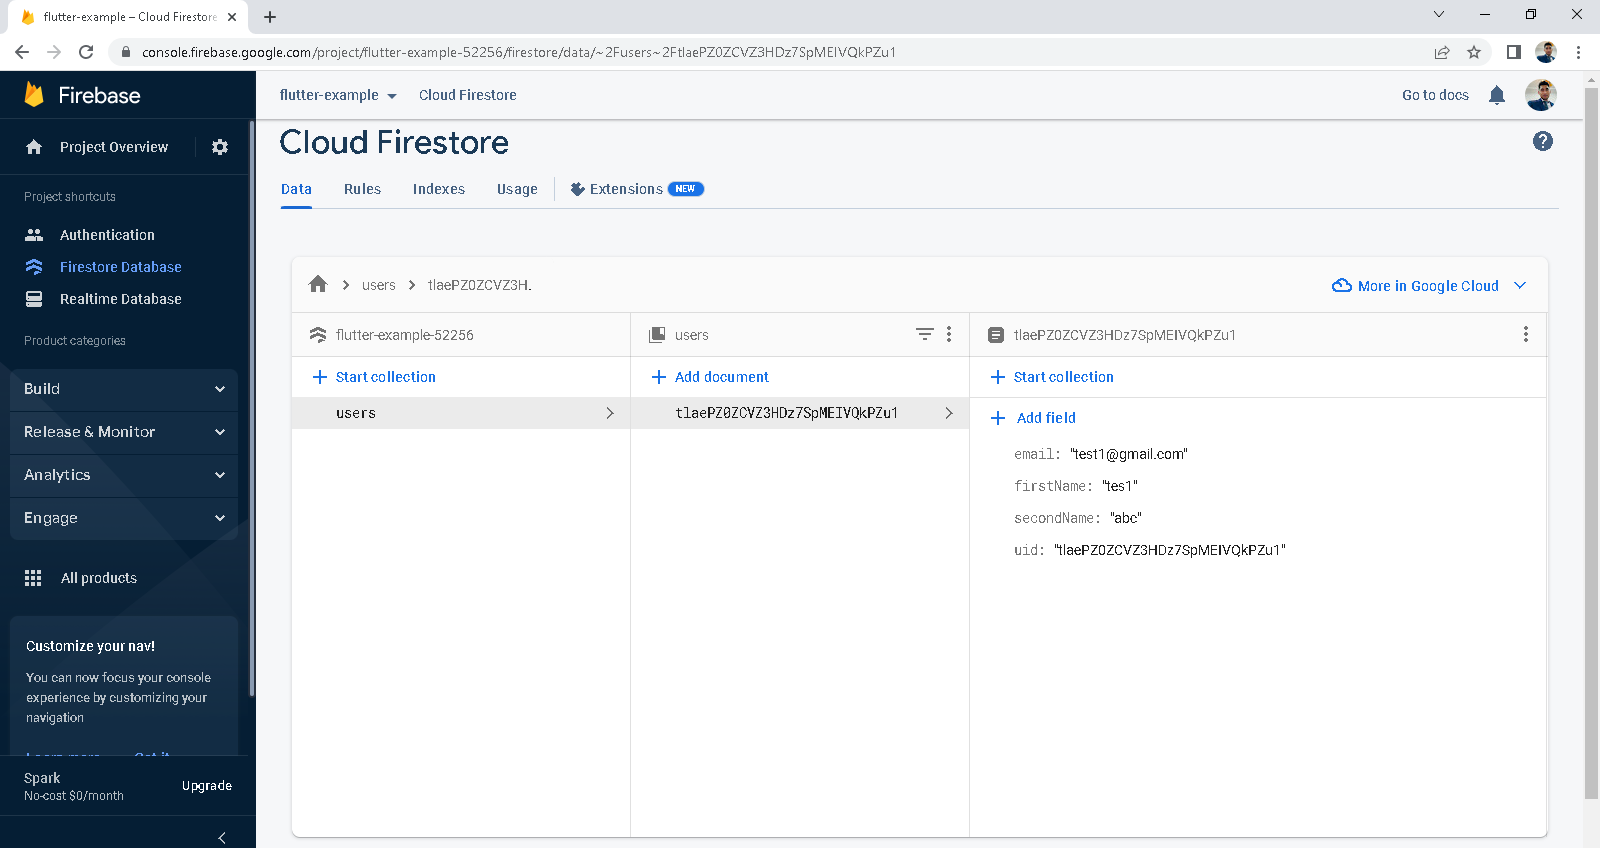 flutter-example – Cloud Firestore
console.firebase.google.com/project/flutter-example-52256/firestore/data/~2Fusers~2FtlaePZ0ZCVZ3HDz7SpMEIVQkPZu1
Firebase
flutter-example
Cloud Firestore
Go to docs
Project Overview
Project shortcuts
Authentication
Firestore Database
Realtime Database
Product categories
Build
Release & Monitor
Analytics
Engage
All products
Customize your nav!
You can now focus your console
experience by customizing your
navigation
Learn more Got it
Spark
No-cost $0/month
Upgrade
Cloud Firestore
Data Rules Indexes Usage Extensions NEW
users tlaePZ0ZCVZ3H.
More in Google Cloud
flutter-example-52256
Start collection
users
users
Add document
tlaePZ0ZCVZ3HDz7SpMEIVQkPZu1
tlaePZ0ZCVZ3HDz7SpMEIVQkPZu1
Start collection
Add field
email: "test1@gmail.com"
firstName: "tes1"
secondName: "abc"
uid: "tlaePZ0ZCVZ3HDz7SpMEIVQkPZu1"